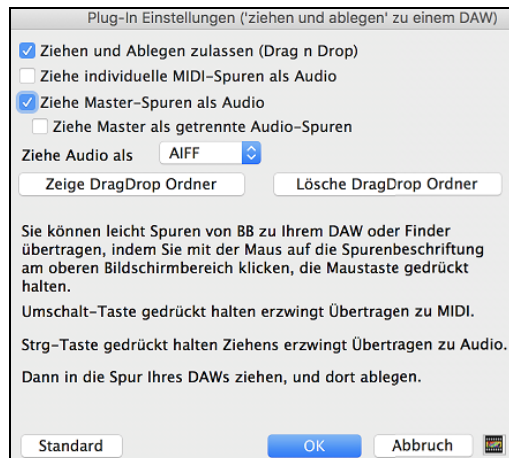 Plug-In Einstellungen ('ziehen und ablegen' zu einem DAW)
Ziehen und Ablegen zulassen (Drag n Drop)
Ziehe individuelle MIDI-Spuren als Audio
Ziehe Master-Spuren als Audio
Ziehe Master als getrennte Audio-Spuren
Ziehe Audio als AIFF
Zeige DragDrop Ordner Lösche DragDrop Ordner
Sie können leicht Spuren von BB zu Ihrem DAW oder Finder
übertragen, indem Sie mit der Maus auf die Spurenbeschriftung
am oberen Bildschirmbereich klicken, die Maustaste gedrückt
halten.
Umschalt-Taste gedrückt halten erzwingt Übertragen zu MIDI.
Strg-Taste gedrückt halten Ziehens erzwingt Übertragen zu Audio.
Dann in die Spur Ihres DAWs ziehen, und dort ablegen.
Standard OK Abbruch